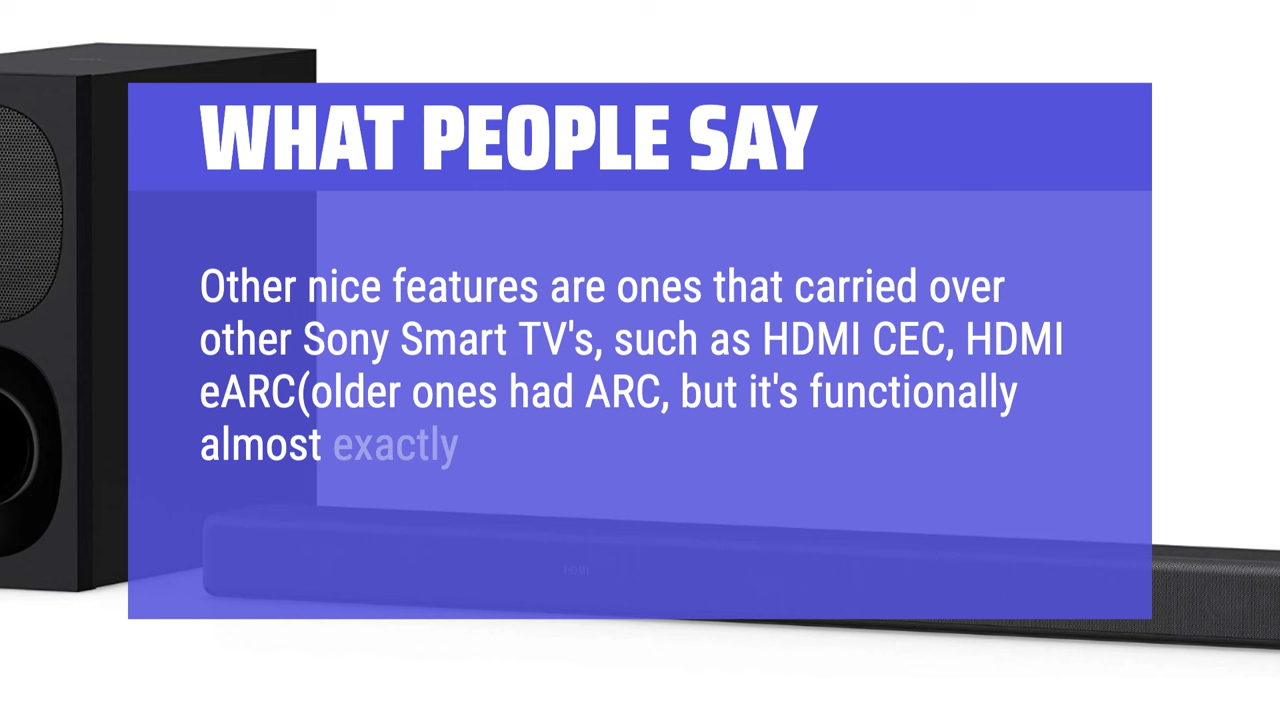 WHAT PEOPLE SAY
Other nice features are ones that carried over
other Sony Smart TV's, such as HDMI CEC, HDMI
eARC(older ones had ARC, but it's functionally
almost exactly